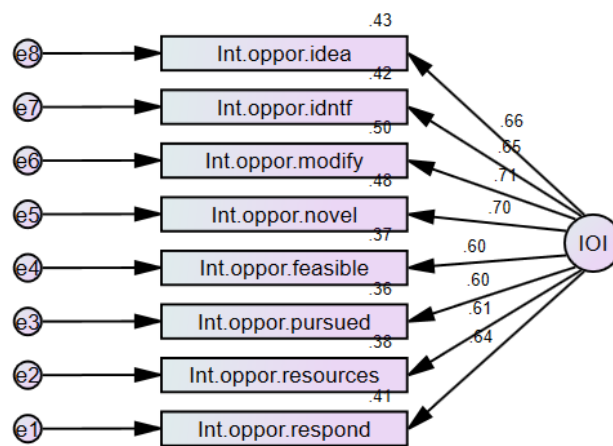 .43
e8 Int.oppor.idea
.42 .66
e7 Int.oppor.idntf
.50 .65
e6 Int.oppor.modify .71
.48
e5 Int.oppor.novel .70
.37 IOI
e4 Int.oppor.feasible .60
.36 .60
e3 Int.oppor.pursued
.38 .61
e2 Int.oppor.resources .64
.41
e1 Int.oppor.respond